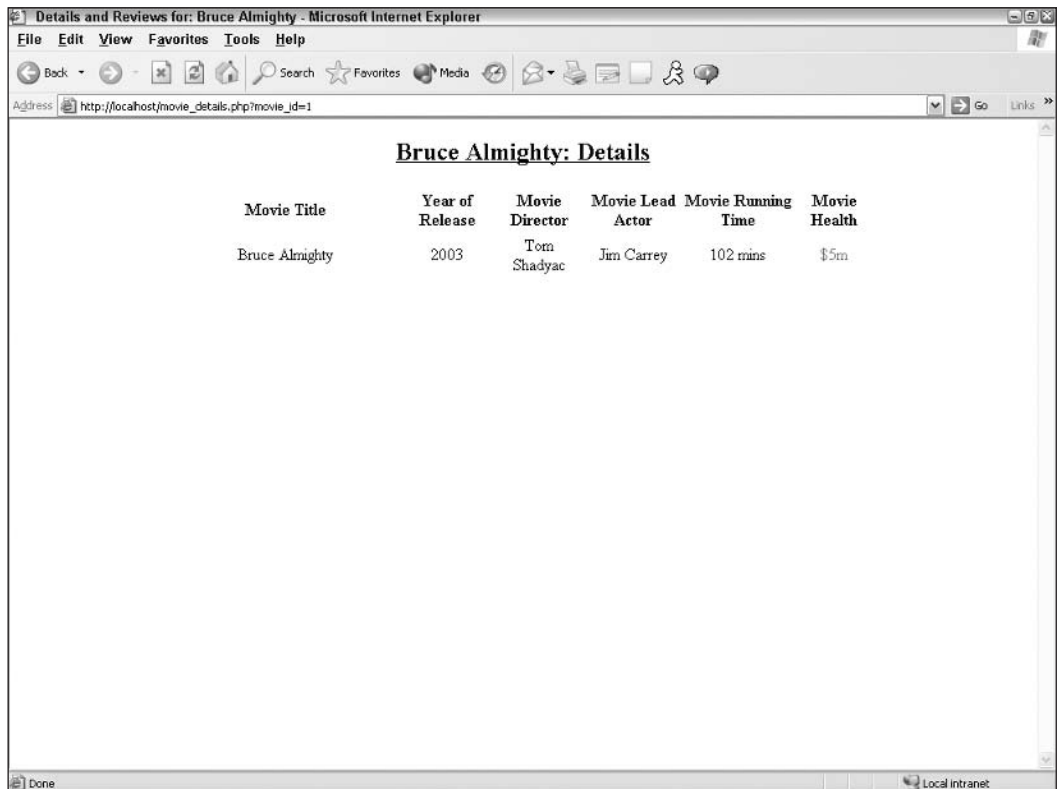 Details and Reviews for: Bruce Almighty - Microsoft Internet Explorer
File Edit View Favorites Tools Help
Back Search Favorites Media
Address http://localhost/movie_details.php?movie_id=1 Go Links »
Bruce Almighty: Details
Movie Title Year of Release Movie Director Movie Lead Actor Movie Running Time Movie Health
Bruce Almighty 2003 Tom Shadyac Jim Carrey 102 mins $5m
Done Local intranet